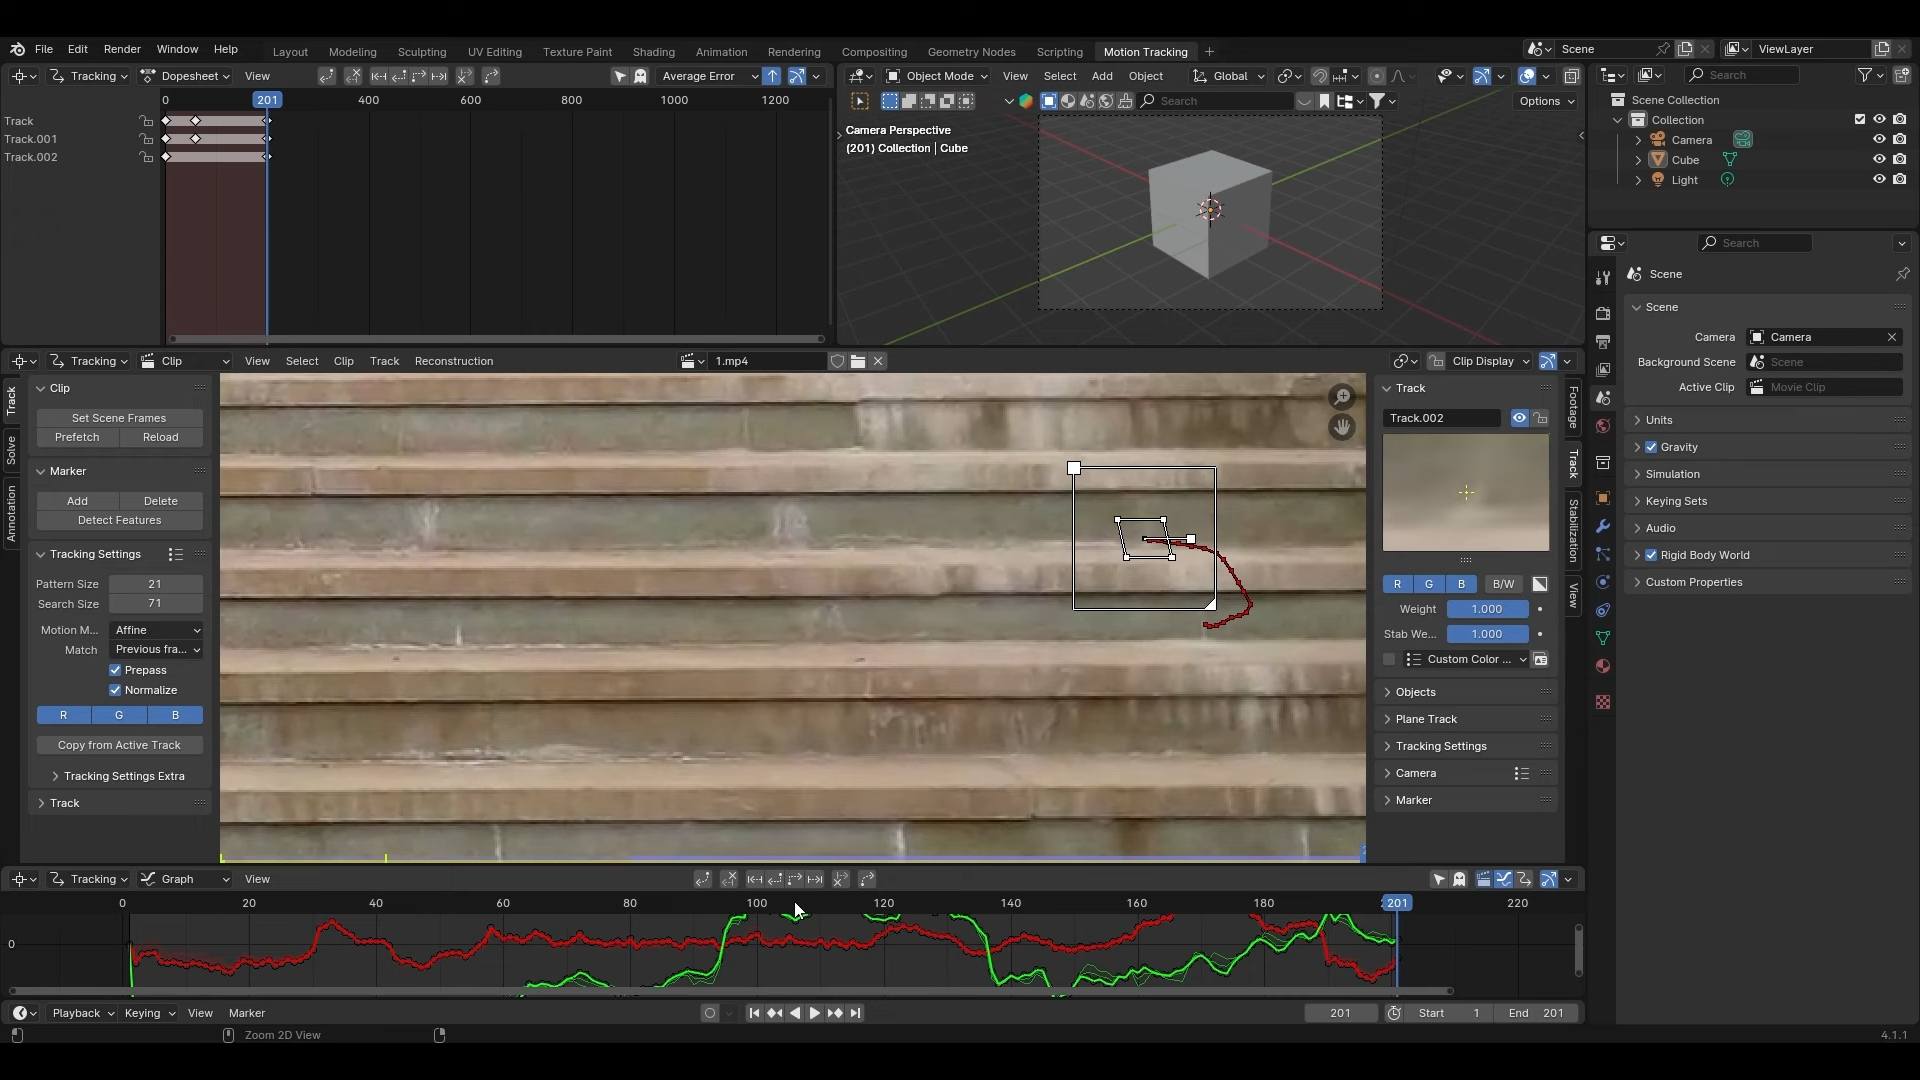 File Edit Render Window Help Layout Modeling Sculpting UV Editing Texture Paint Shading Animation Rendering Compositing Geometry Nodes Scripting Motion Tracking Scene ViewLayer
Tracking Dopesheet View Average Error
0 201 400 600 800 1000 1200
Track
Track.001
Track.002
Object Mode View Select Add Object Global
Search Options
Camera Perspective
(201) Collection | Cube
Search
Scene Collection
Collection
Camera
Cube
Light
Search
Scene
Scene
Camera Camera
Background Scene Scene
Active Clip Movie Clip
Units
Gravity
Simulation
Keying Sets
Audio
Rigid Body World
Custom Properties
Tracking Clip View Select Clip Track Reconstruction 1.mp4 Clip Display
Track
Solve
Annotation
Clip
Set Scene Frames
Prefetch Reload
Marker
Add Delete
Detect Features
Tracking Settings
Pattern Size 21
Search Size 71
Motion M... Affine
Match Previous fra...
Prepass
Normalize
R G B
Copy from Active Track
Tracking Settings Extra
Track
Track
Track.002
R G B B/W
Weight 1.000
Stab We... 1.000
Custom Color ...
Objects
Plane Track
Tracking Settings
Camera
Marker
Footage
Track
Stabilization
View
Tracking Graph View
0 20 40 60 80 100 120 140 160 180 201 220
0
Playback Keying View Marker 201 Start 1 End 201
Zoom 2D View 4.1.1